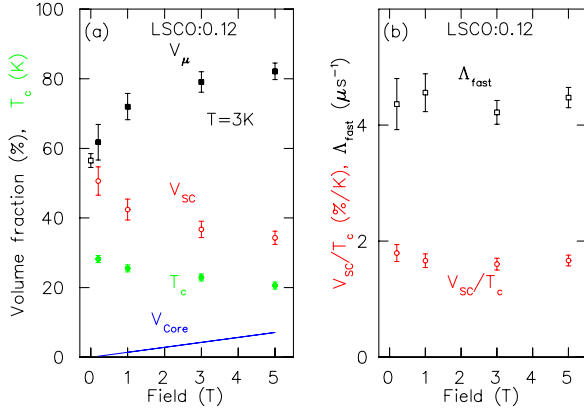 (a) LSCO:0.12
V_μ
T=3K
V_SC
T_c
V_Core
100
80
60
40
20
0
0 1 2 3 4 5
Field (T)
Volume fraction (%), T_c (K)
(b) LSCO:0.12
Λ_fast
V_SC/T_c
6
4
2
0
0 1 2 3 4 5
Field (T)
V_SC/T_c (%/K), Λ_fast (μs⁻¹)